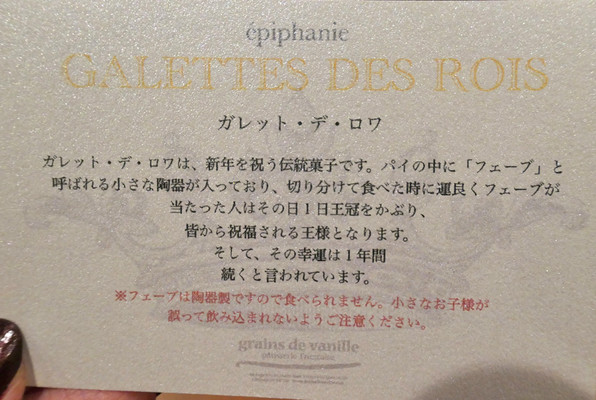 épiphanie
GALETTES DES ROIS
ガレット・デ・ロワ
ガレット・デ・ロワは、新年を祝う伝統菓子です。パイの中に「フェーブ」と
呼ばれる小さな陶器が入っており、切り分けて食べた時に運良くフェーブが
当たった人はその日1日王冠をかぶり、
皆から祝福される王様となります。
そして、その幸運は1年間
続くと言われています。
※フェーブは陶器製ですので食べられません。小さなお子様が
誤って飲み込まれないようご注意ください。
grains de vanille